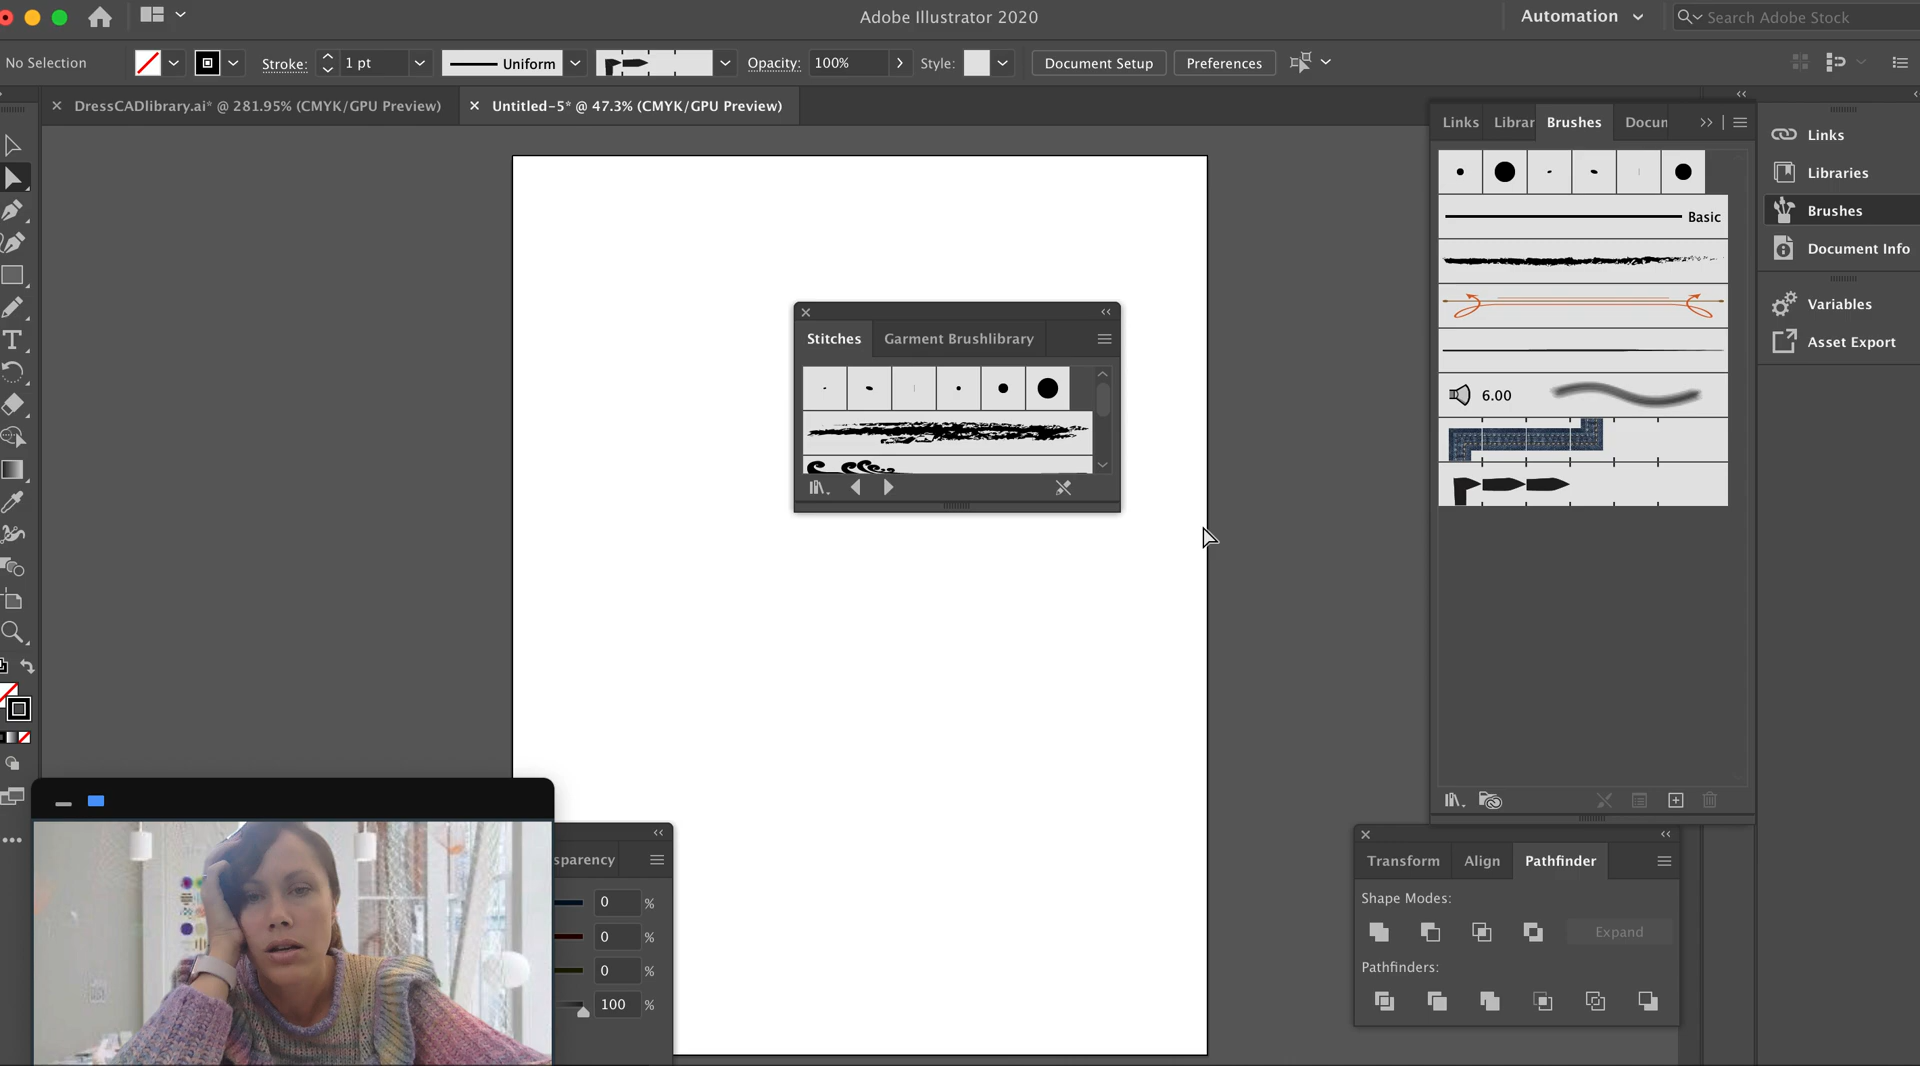 Adobe Illustrator 2020
Automation
Search Adobe Stock
No Selection
Stroke:
1 pt
Uniform
Opacity:
100%
Style:
Document Setup
Preferences
DressCADlibrary.ai* @ 281.95% (CMYK/GPU Preview)
Untitled-5* @ 47.3% (CMYK/GPU Preview)
Links
Librar
Brushes
Docun
Basic
6.00
Links
Libraries
Brushes
Document Info
Variables
Asset Export
Stitches
Garment Brushlibrary
sparency
0 %
0 %
0 %
100 %
Transform
Align
Pathfinder
Shape Modes:
Expand
Pathfinders: